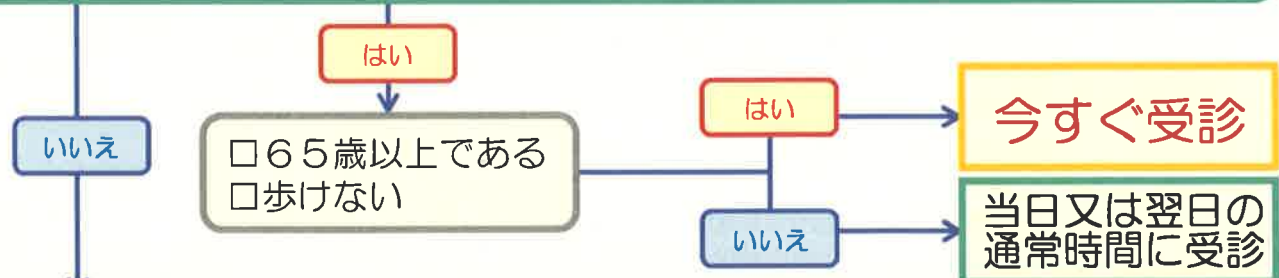 はい
いいえ
□６５歳以上である
□歩けない
はい
今すぐ受診
いいえ
当日又は翌日の
通常時間に受診